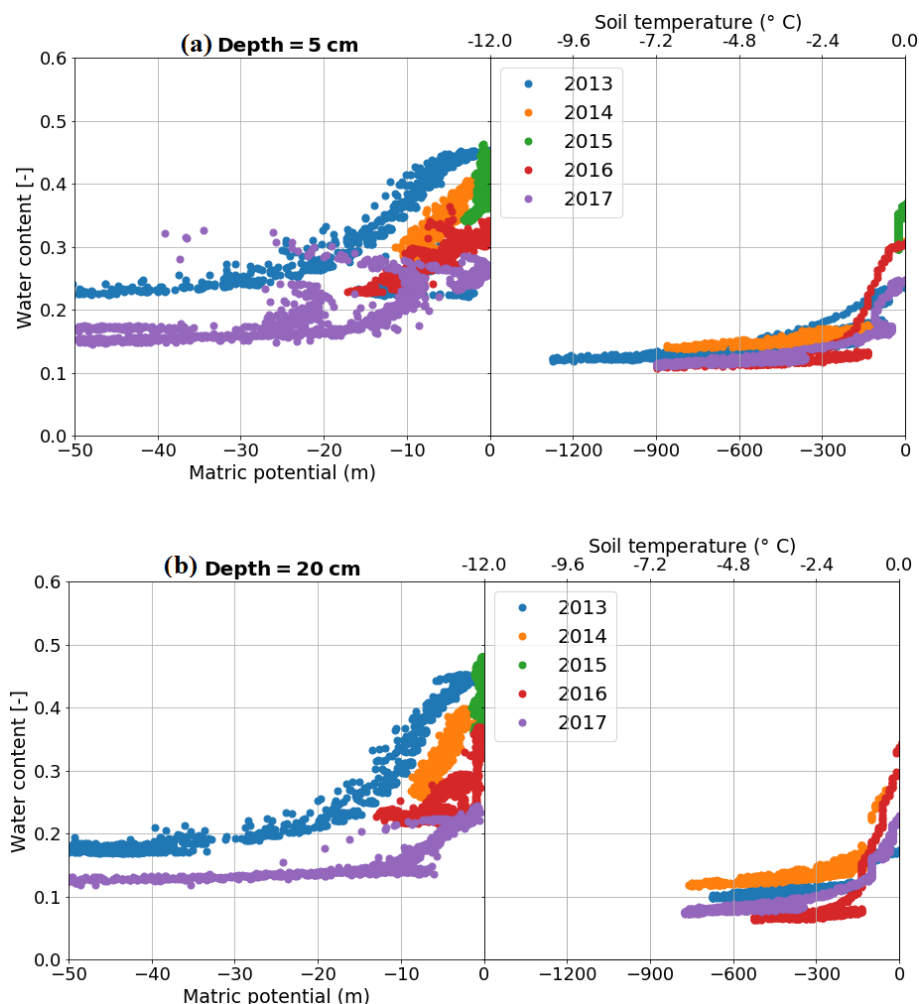 Soil temperature (° C)
(a) Depth = 5 cm
-12.0 -9.6 -7.2 -4.8 -2.4 0.0
0.6
0.5
0.4
0.3
0.2
0.1
0.0
Water content [-]
2013
2014
2015
2016
2017
−50 −40 −30 −20 −10 0 −1200 −900 −600 −300 0
Matric potential (m)
Soil temperature (° C)
(b) Depth = 20 cm
-12.0 -9.6 -7.2 -4.8 -2.4 0.0
0.6
0.5
0.4
0.3
0.2
0.1
0.0
Water content [-]
2013
2014
2015
2016
2017
−50 −40 −30 −20 −10 0 −1200 −900 −600 −300 0
Matric potential (m)